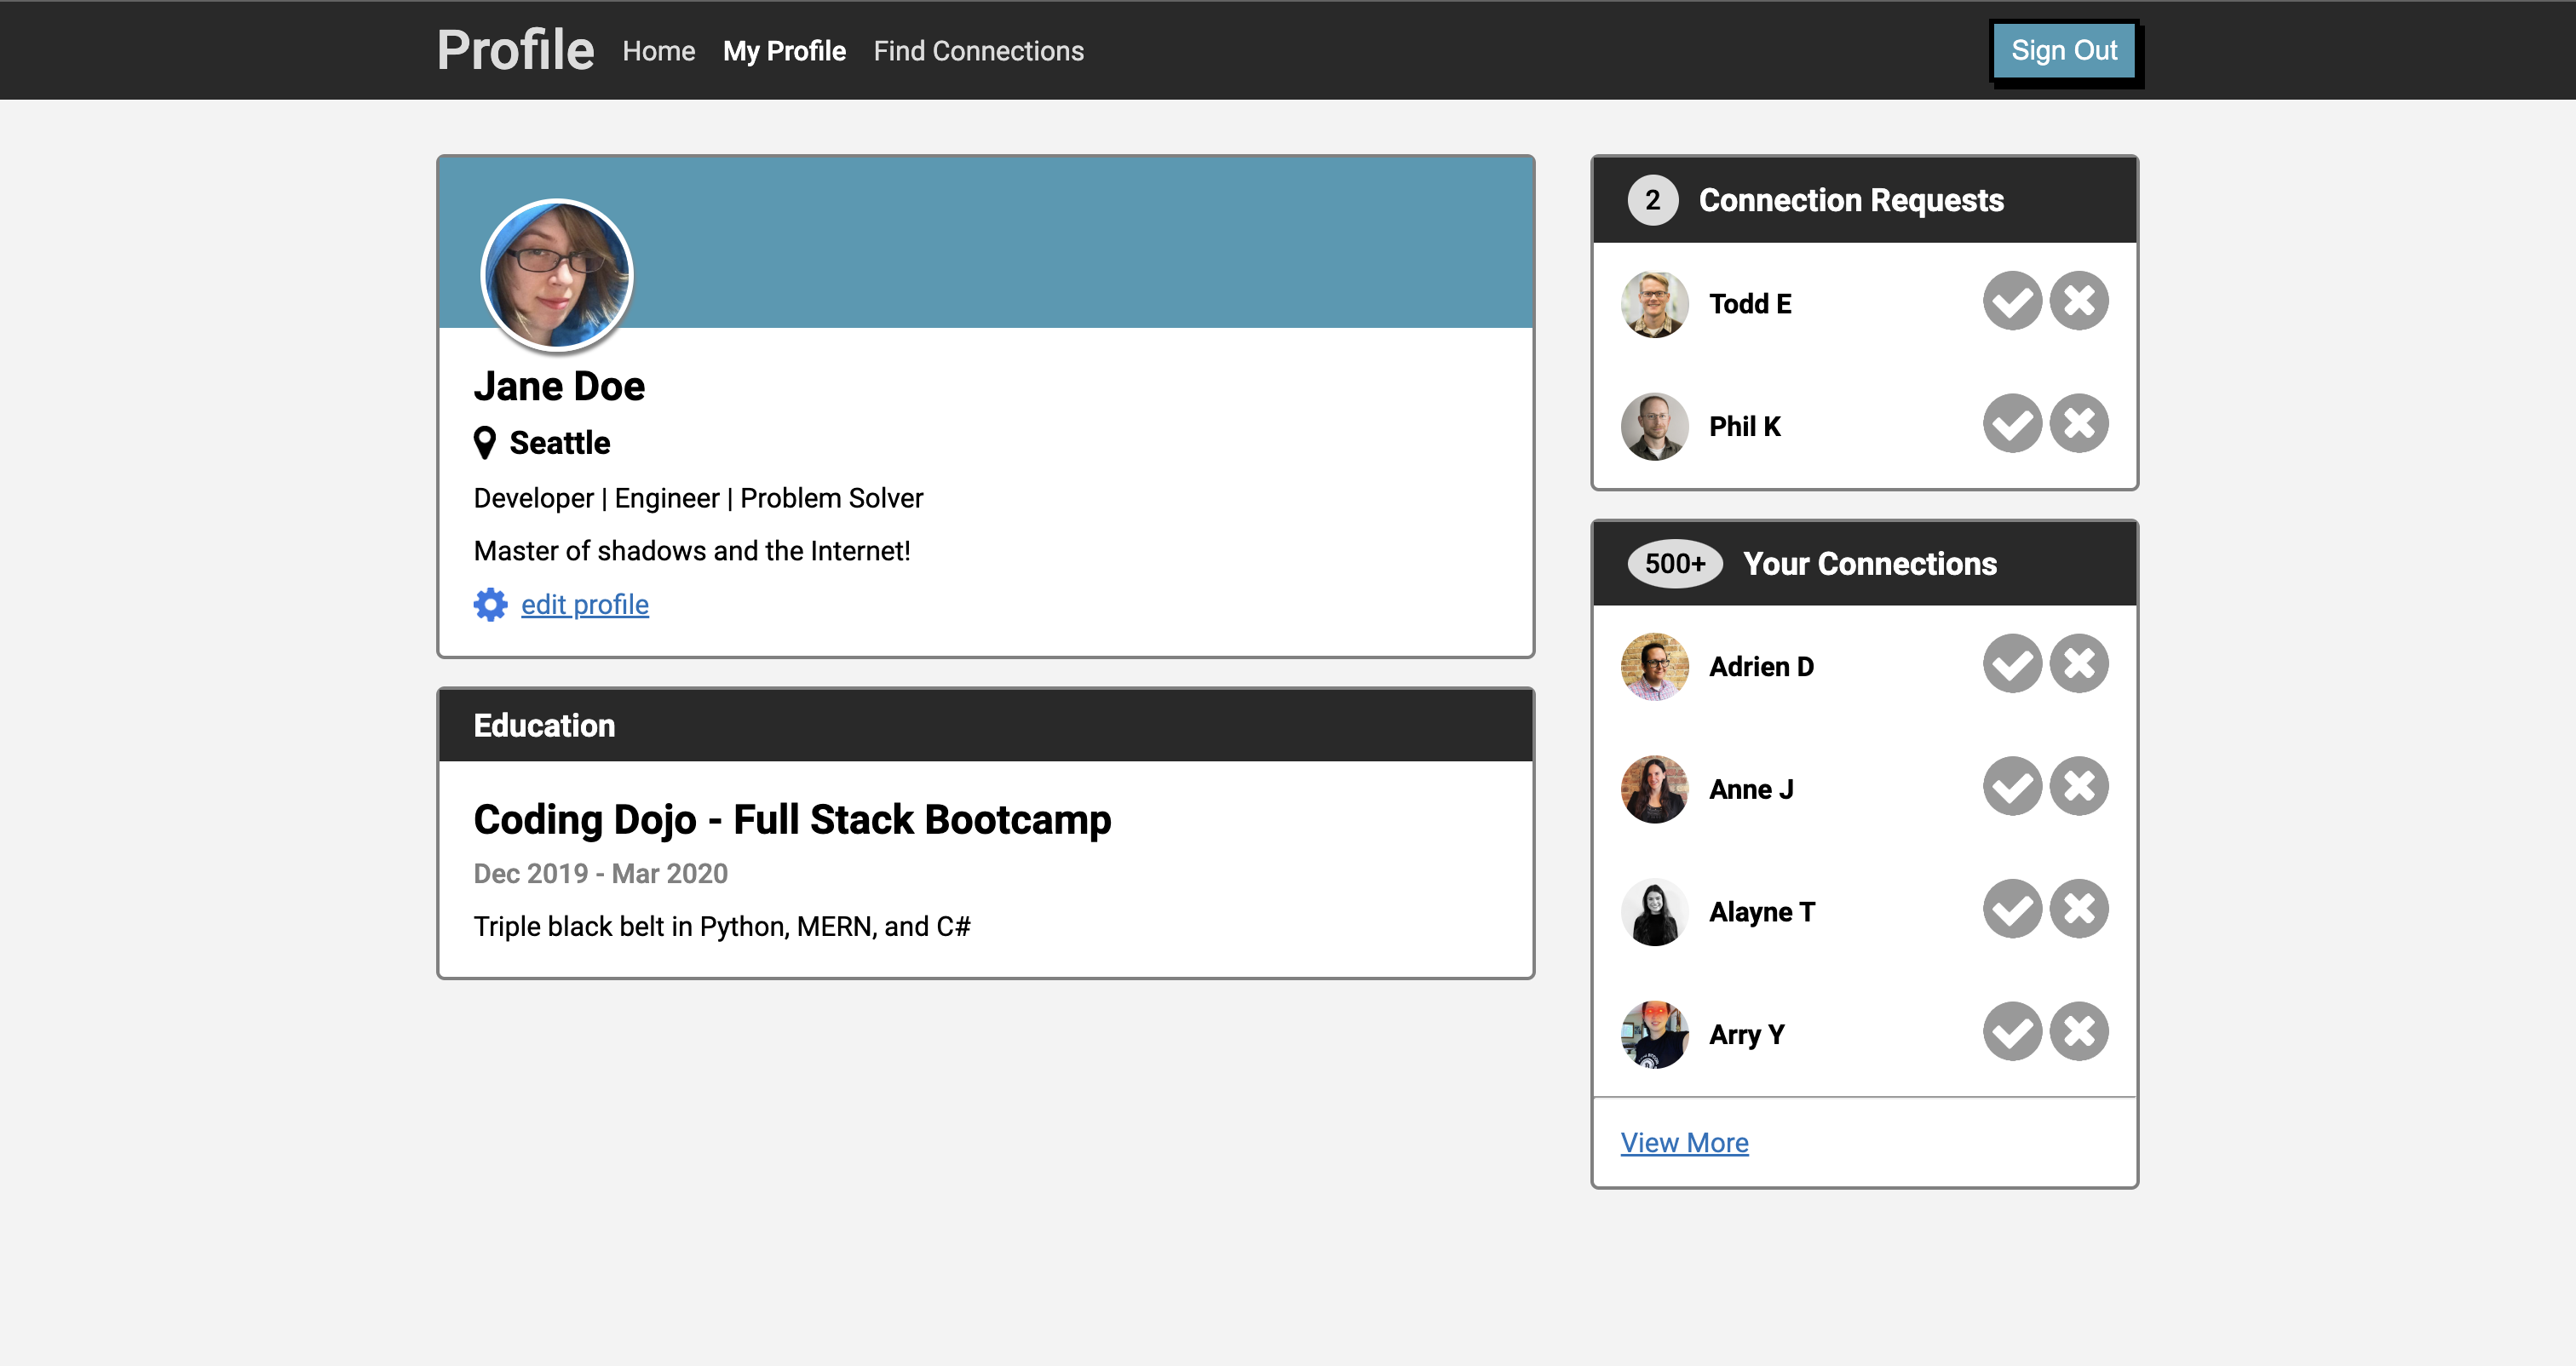 Profile Home My Profile Find Connections Sign Out
Jane Doe
Seattle
Developer | Engineer | Problem Solver
Master of shadows and the Internet!
edit profile
Education
Coding Dojo - Full Stack Bootcamp
Dec 2019 - Mar 2020
Triple black belt in Python, MERN, and C#
2 Connection Requests
Todd E
Phil K
500+ Your Connections
Adrien D
Anne J
Alayne T
Arry Y
View More